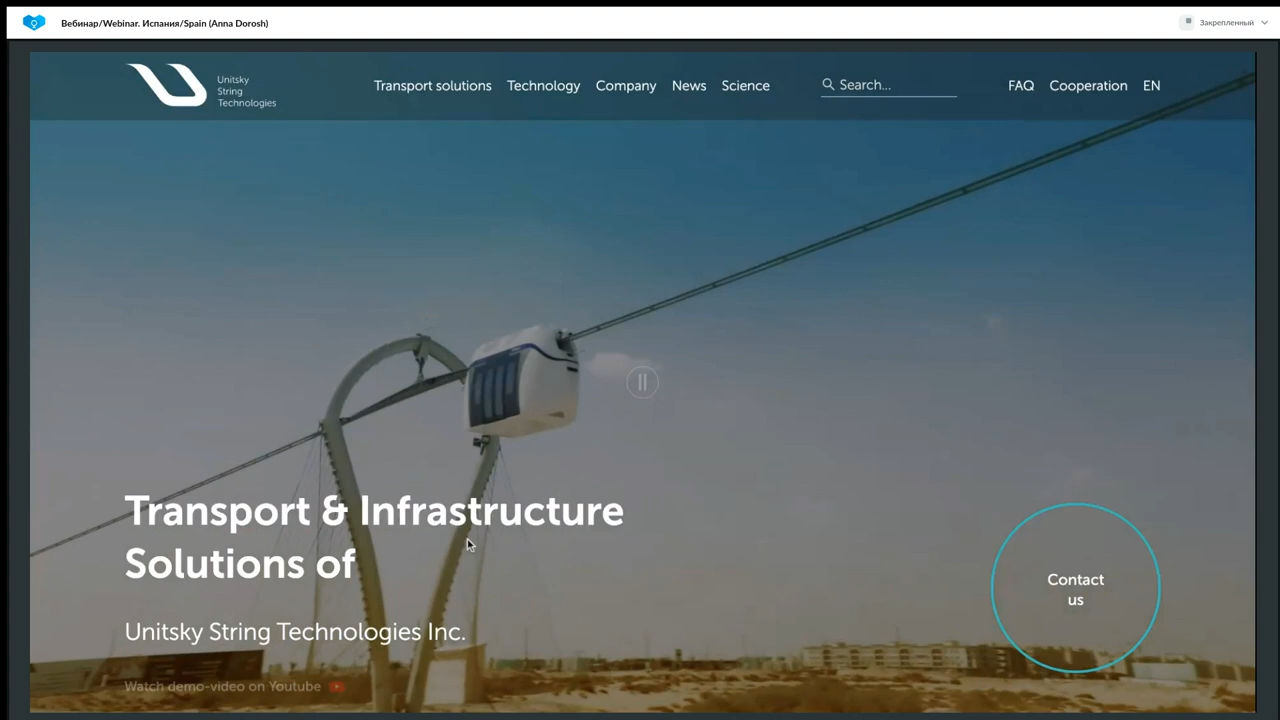 Вебинар/Webinar. Испания/Spain (Anna Dorosh)
Закрепленный
Unitsky
String
Technologies
Transport solutions
Technology
Company
News
Science
Search...
FAQ
Cooperation
EN
Transport & Infrastructure
Solutions of
Unitsky String Technologies Inc.
Watch demo-video on Youtube
Contact
us